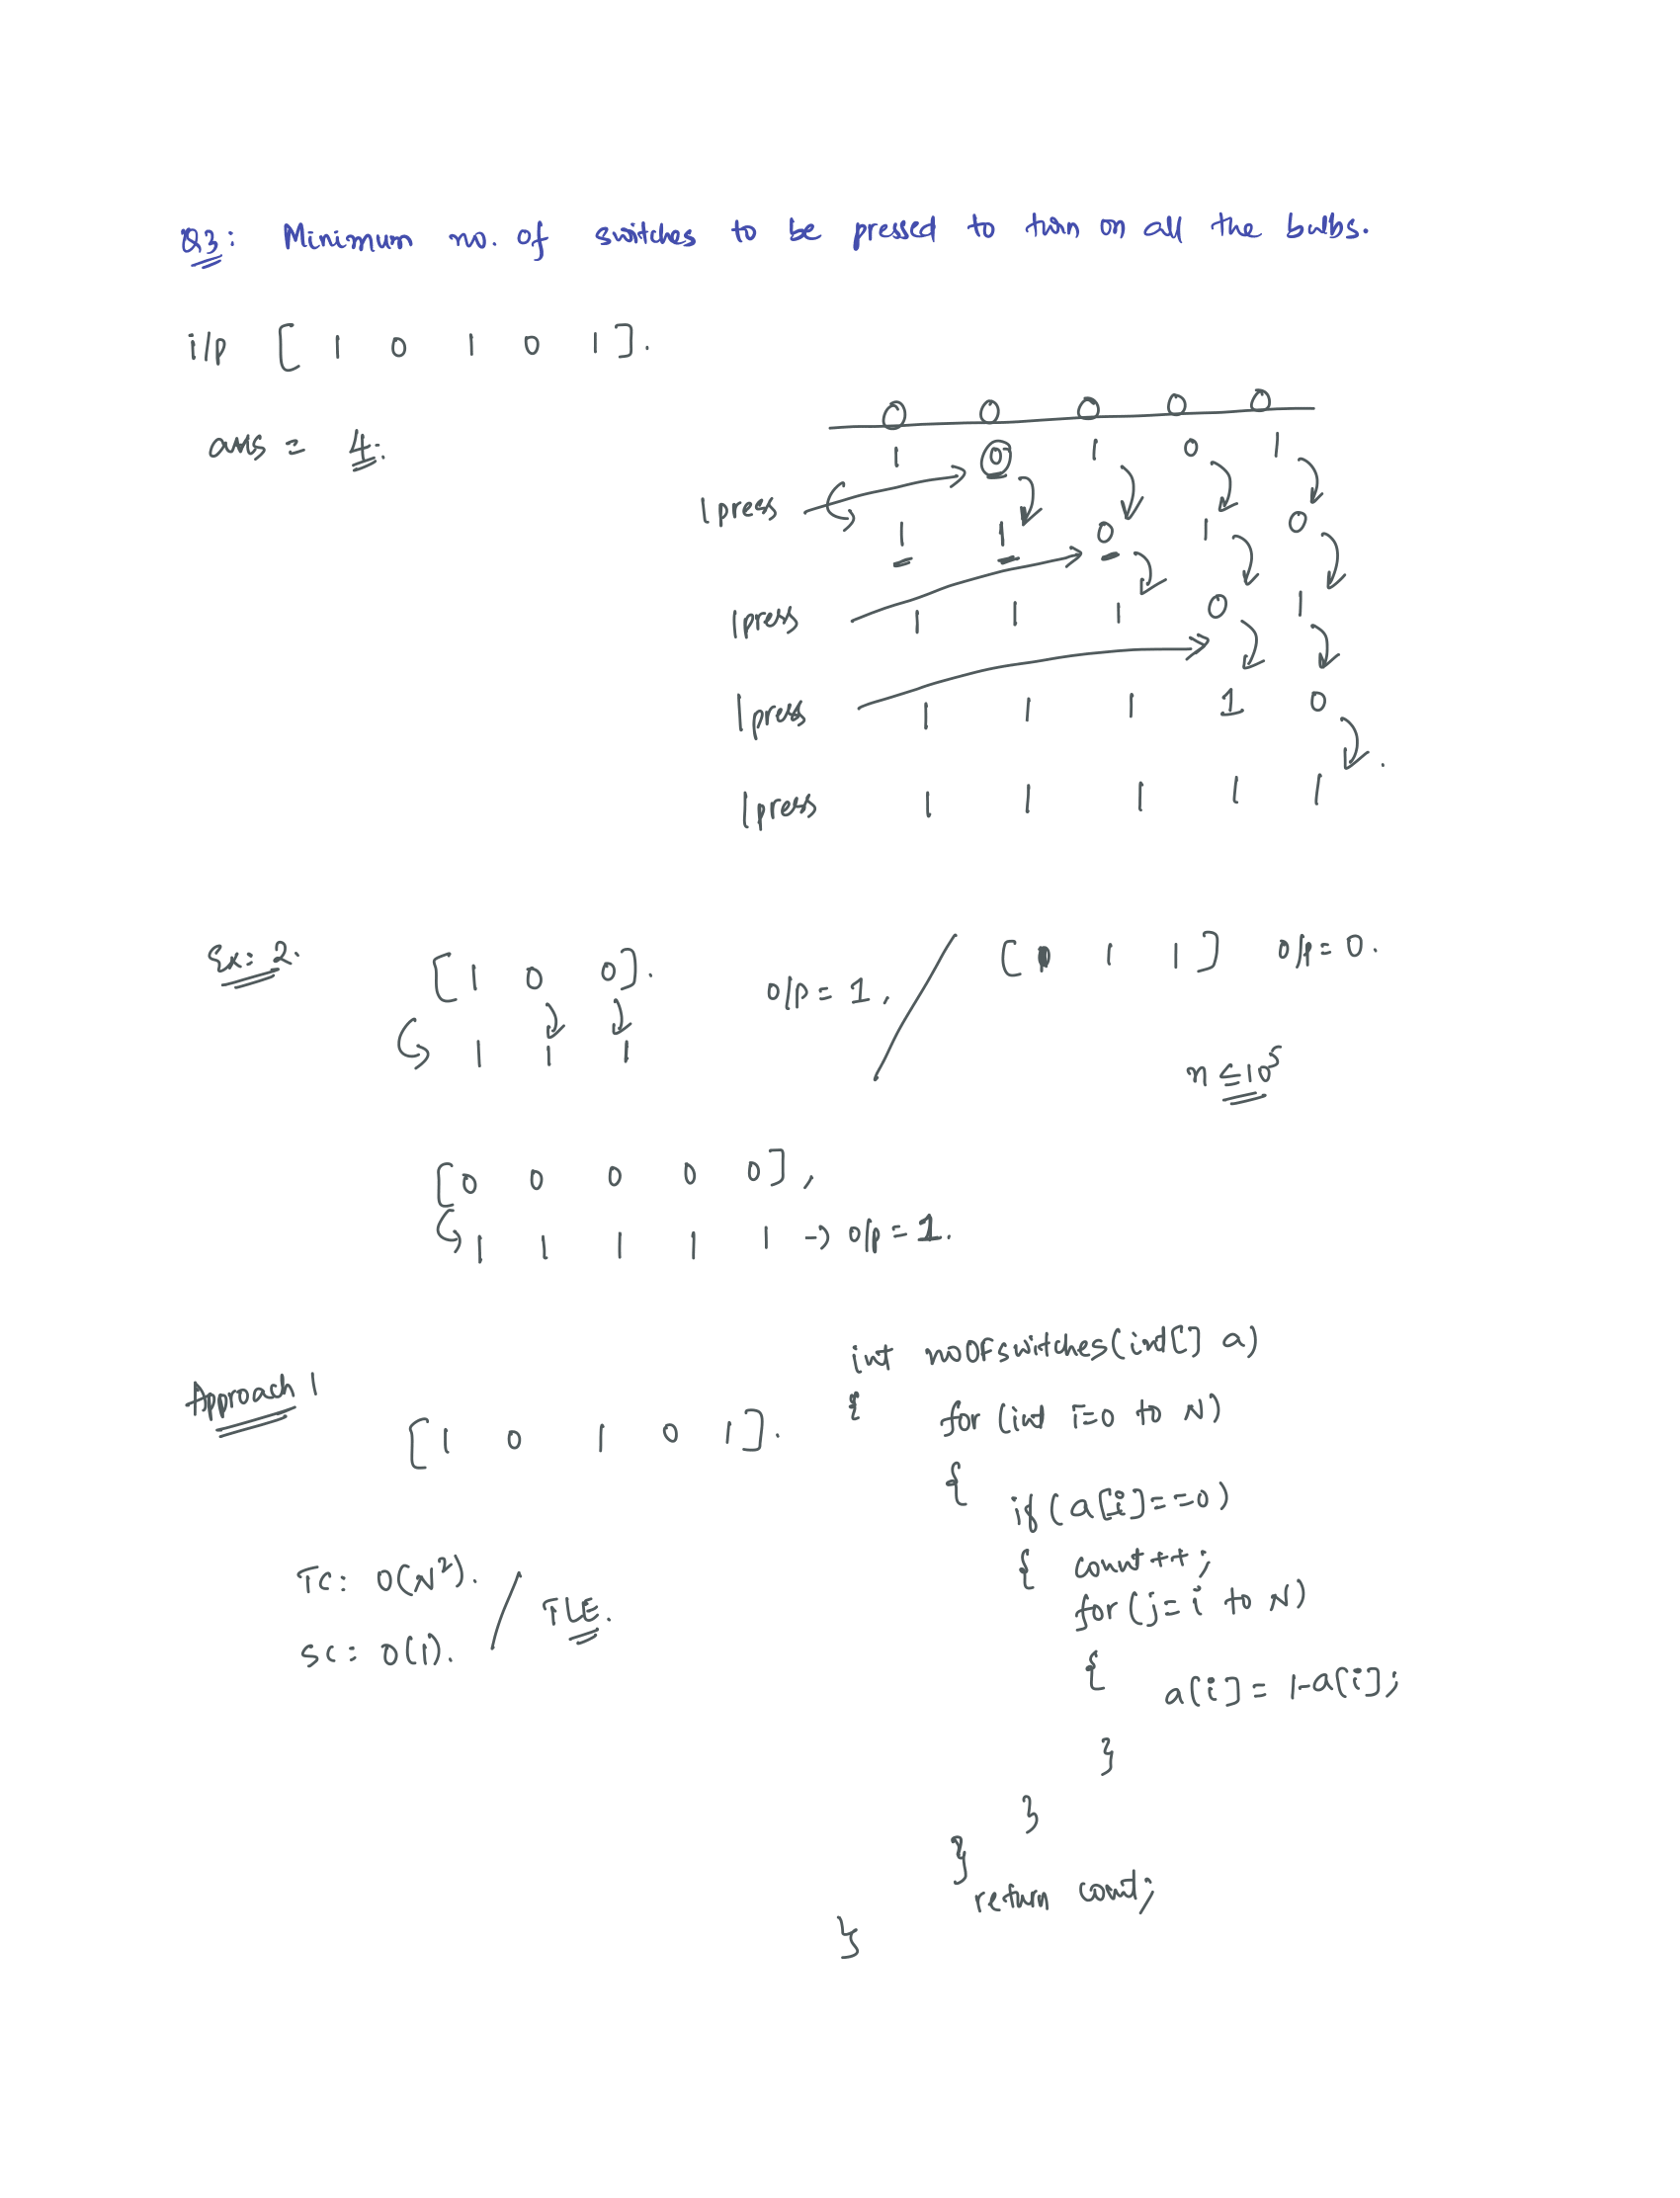 Q3: Minimum no. of switches to be pressed to turn on all the bulbs.
i/p [ 1 0 1 0 1 ].
ans = 4.
0 0 0 0 0
1 0 1 0 1
1 press
1 1 0 1 0
1 press 1 1 1 0 1
1 press 1 1 1 1 0
1 press 1 1 1 1 1
Ex: 2. [1 0 0]. o/p = 1, [ 1 1 ] o/p = 0.
1 1 1
n ≤ 10^5
[0 0 0 0 0],
1 1 1 1 1 → o/p = 1.
Approach 1
[1 0 1 0 1].
TC: O(N^2).
SC: O(1).
TLE.
int noOfswitches(int[] a)
{
for (int i=0 to N)
{
if (a[i]==0)
{ count++;
for (j=i to N)
{
a[i] = 1-a[i];
}
}
}
return count;
}